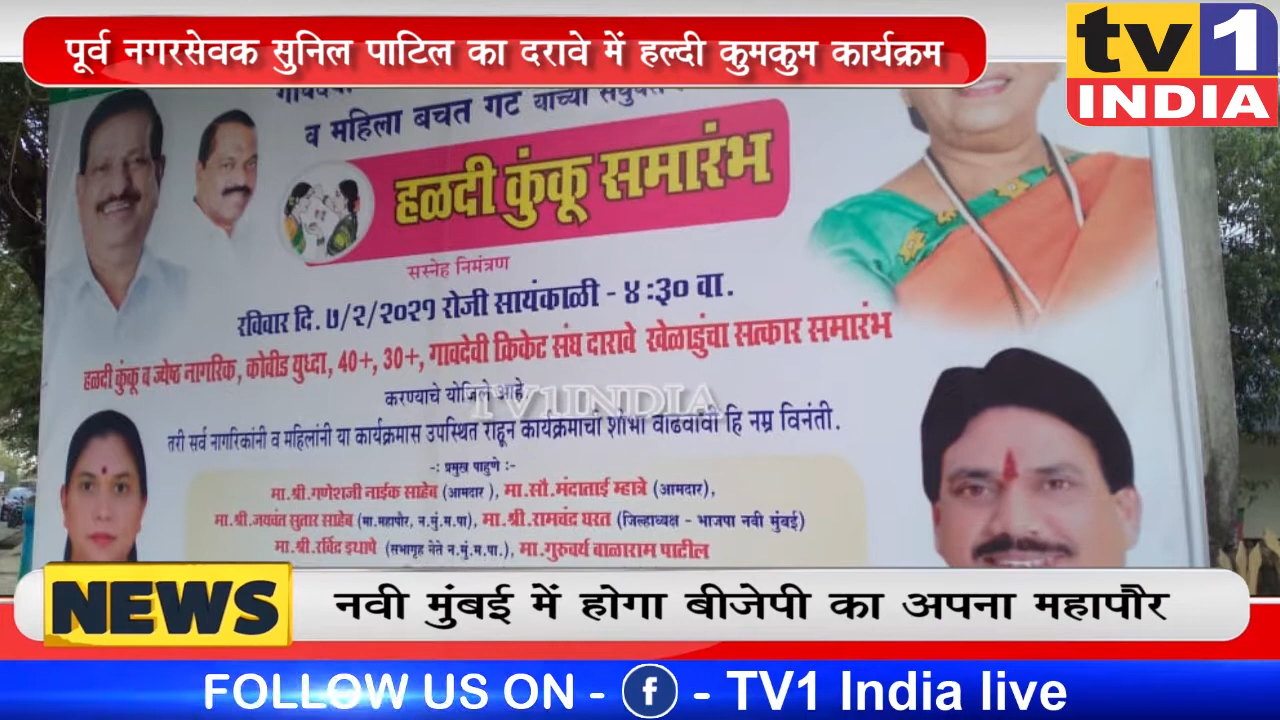 पूर्व नगरसेवक सुनिल पाटिल का दरावे में हल्दी कुमकुम कार्यक्रम
tv1
INDIA
व महिला बचत गट यांच्या
हळदी कुंकू समारंभ
सस्नेह निमंत्रण
रविवार दि. ७/२/२०२१ रोजी सायंकाळी - ४:३० वा.
हळदी कुंकू व ज्येष्ठ नागरिक, कोवीड युध्दा, 40+, 30+, गावदेवी क्रिकेट संघ दारावे खेळाडुंचा सत्कार समारंभ
करण्याचे योजिले आहे.
TV1INDIA
तरी सर्व नागरिकांनी व महिलांनी या कार्यक्रमास उपस्थित राहून कार्यक्रमाची शोभा वाढवावी हि नम्र विनंती.
-: प्रमुख पाहुणे :-
मा.श्री.गणेशजी नाईक साहेब (आमदार), मा.सौ.मंदाताई म्हात्रे (आमदार),
मा.श्री.जयवंत सुतार साहेब (मा.महापौर, न.मुं.म.पा), मा.श्री.रामचंद्र घरत (जिल्हाध्यक्ष - भाजपा नवी मुंबई)
मा.श्री.रविंद्र इथापे (सभागृह नेते न.मुं.म.पा.), मा.गुरुवर्य बाळाराम पाटील
NEWS
नवी मुंबई में होगा बीजेपी का अपना महापौर
FOLLOW US ON - f - TV1 India live